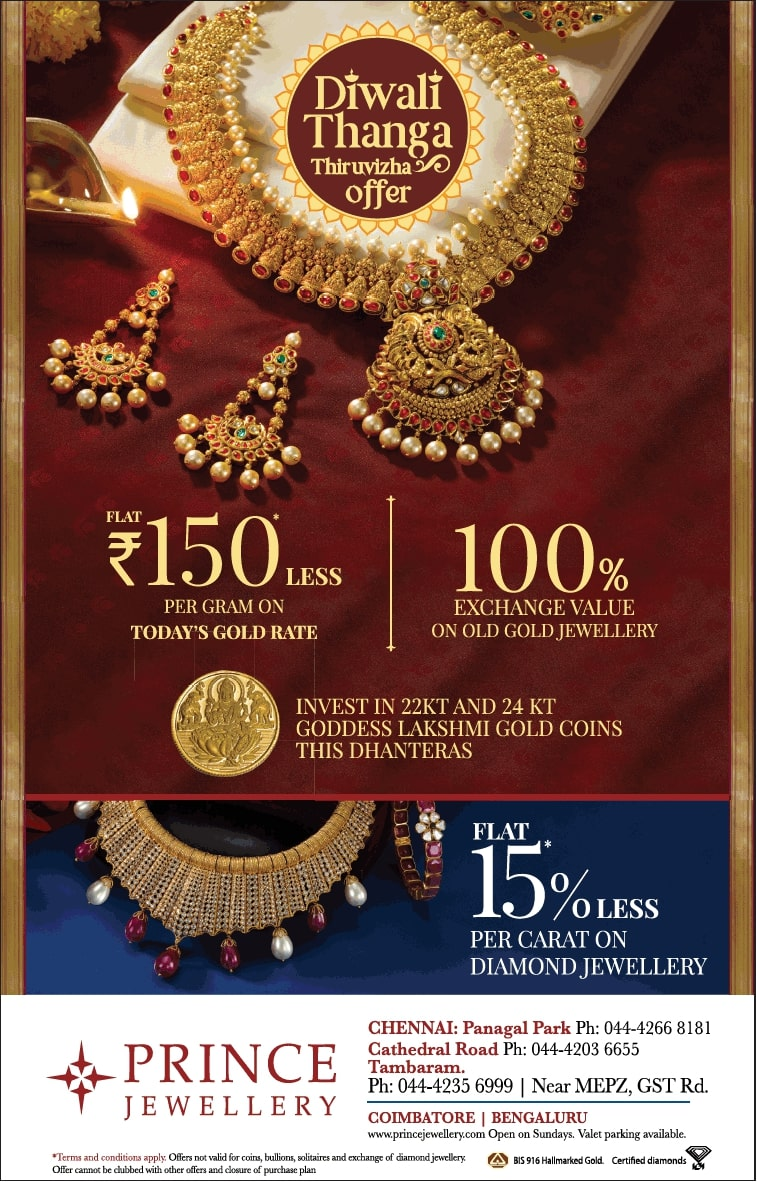 Diwali
Thanga
Thiruvizha
offer
FLAT
₹150* LESS
PER GRAM ON
TODAY'S GOLD RATE
100%
EXCHANGE VALUE
ON OLD GOLD JEWELLERY
INVEST IN 22KT AND 24 KT
GODDESS LAKSHMI GOLD COINS
THIS DHANTERAS
FLAT
15*% LESS
PER CARAT ON
DIAMOND JEWELLERY
PRINCE
JEWELLERY
CHENNAI: Panagal Park Ph: 044-4266 8181
Cathedral Road Ph: 044-4203 6655
Tambaram.
Ph: 044-4235 6999 | Near MEPZ, GST Rd.
COIMBATORE | BENGALURU
www.princejewellery.com Open on Sundays. Valet parking available.
*Terms and conditions apply. Offers not valid for coins, bullions, solitaires and exchange of diamond jewellery.
Offer cannot be clubbed with other offers and closure of purchase plan
BIS 916 Hallmarked Gold. Certified diamonds